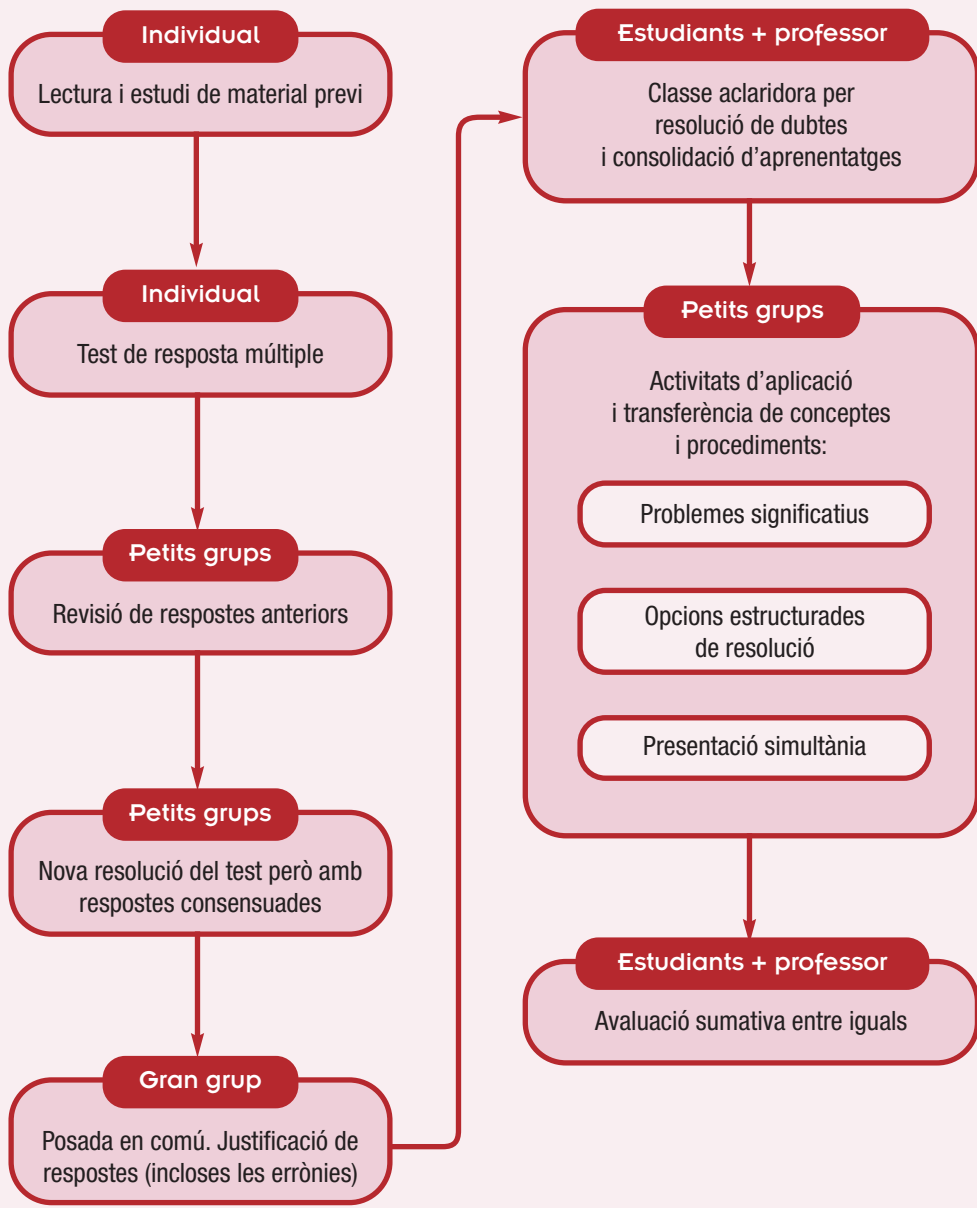 Individual
Lectura i estudi de material previ
Individual
Test de resposta múltiple
Petits grups
Revisió de respostes anteriors
Petits grups
Nova resolució del test però amb
respostes consensuades
Gran grup
Posada en comú. Justificació de
respostes (incloses les errònies)
Estudiants + professor
Classe aclaridora per
resolució de dubtes
i consolidació d'aprenentatges
Petits grups
Activitats d'aplicació
i transferència de conceptes
i procediments:
Problemes significatius
Opcions estructurades
de resolució
Presentació simultània
Estudiants + professor
Avaluació sumativa entre iguals